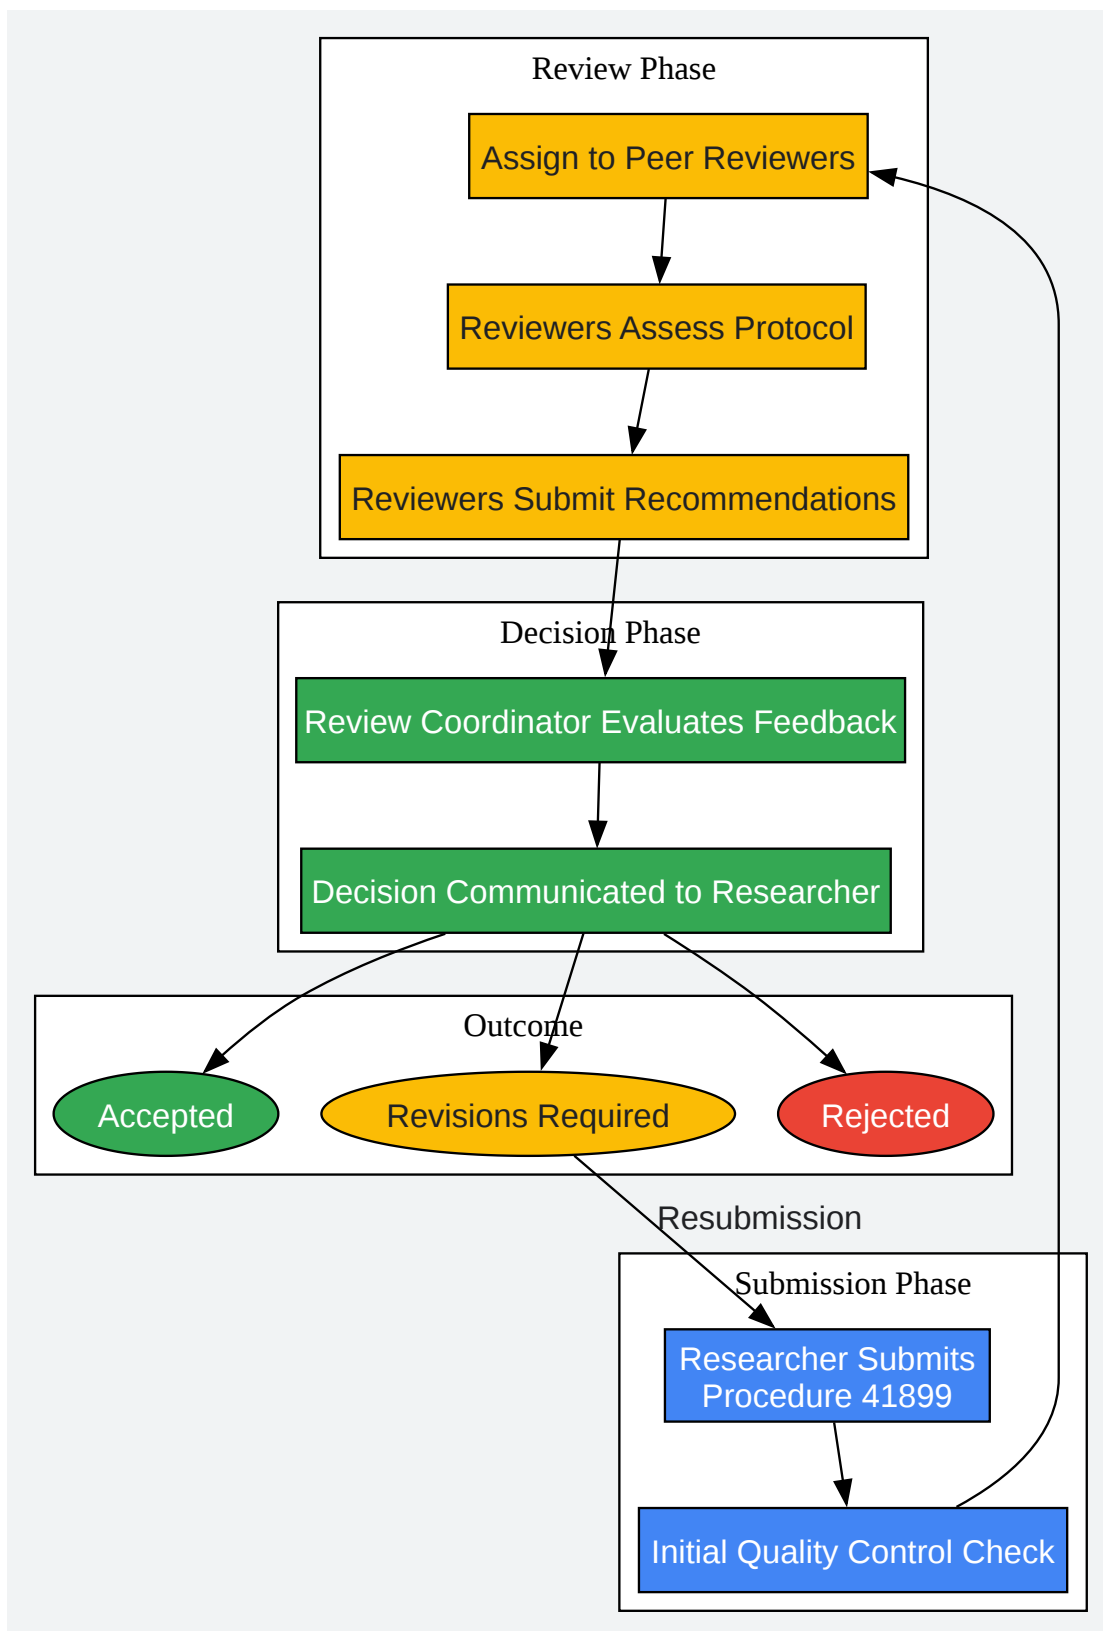 Review Phase
Assign to Peer Reviewers
Reviewers Assess Protocol
Reviewers Submit Recommendations
Decision Phase
Review Coordinator Evaluates Feedback
Decision Communicated to Researcher
Outcome
Accepted
Revisions Required
Rejected
Resubmission
Submission Phase
Researcher Submits
Procedure 41899
Initial Quality Control Check